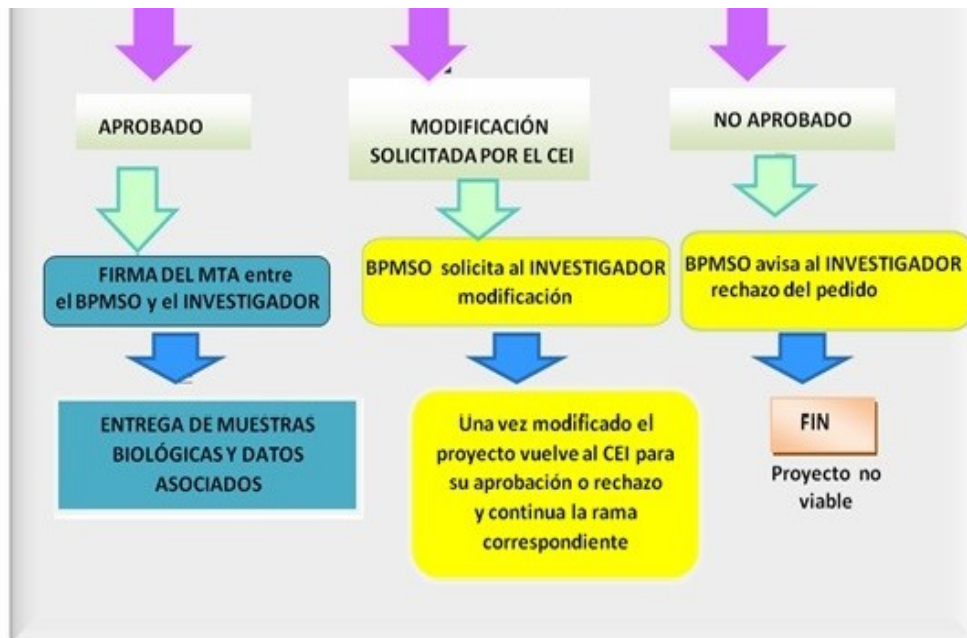 APROBADO
MODIFICACIÓN
SOLICITADA POR EL CEI
NO APROBADO
FIRMA DEL MTA entre
el BPMSO y el INVESTIGADOR
BPMSO solicita al INVESTIGADOR
modificación
BPMSO avisa al INVESTIGADOR
rechazo del pedido
ENTREGA DE MUESTRAS
BIOLÓGICAS Y DATOS
ASOCIADOS
Una vez modificado el
proyecto vuelve al CEI para
su aprobación o rechazo
y continua la rama
correspondiente
FIN
Proyecto no
viable